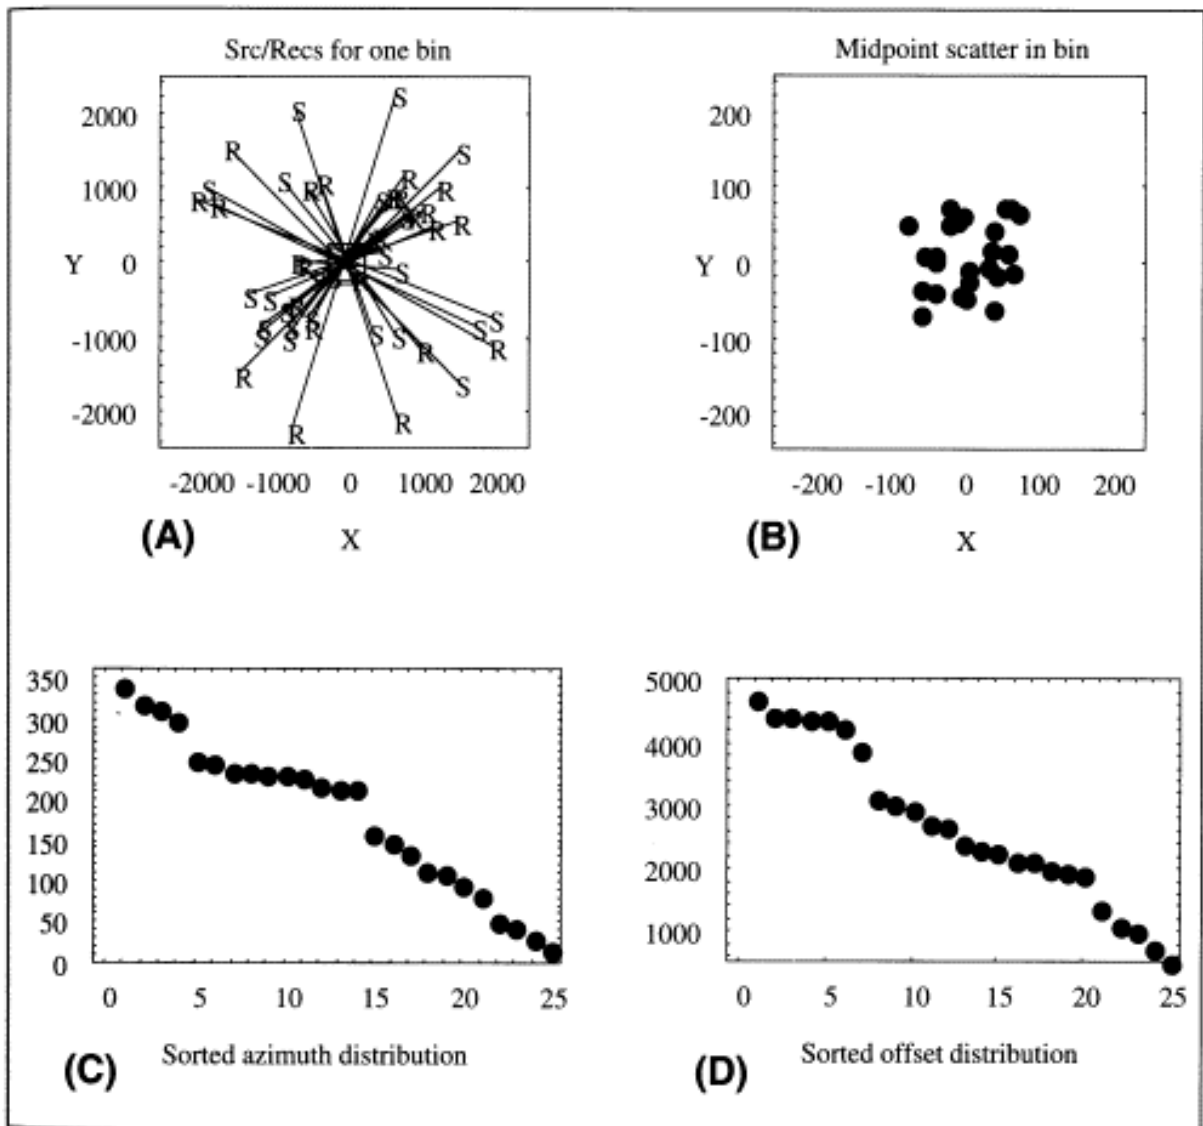 Src/Recs for one bin
Midpoint scatter in bin
2000
1000
Y 0
-1000
-2000
-2000 -1000 0 1000 2000
(A) X
200
100
Y 0
-100
-200
-200 -100 0 100 200
(B) X
350
300
250
200
150
100
50
0
0 5 10 15 20 25
(C) Sorted azimuth distribution
5000
4000
3000
2000
1000
0 5 10 15 20 25
(D) Sorted offset distribution